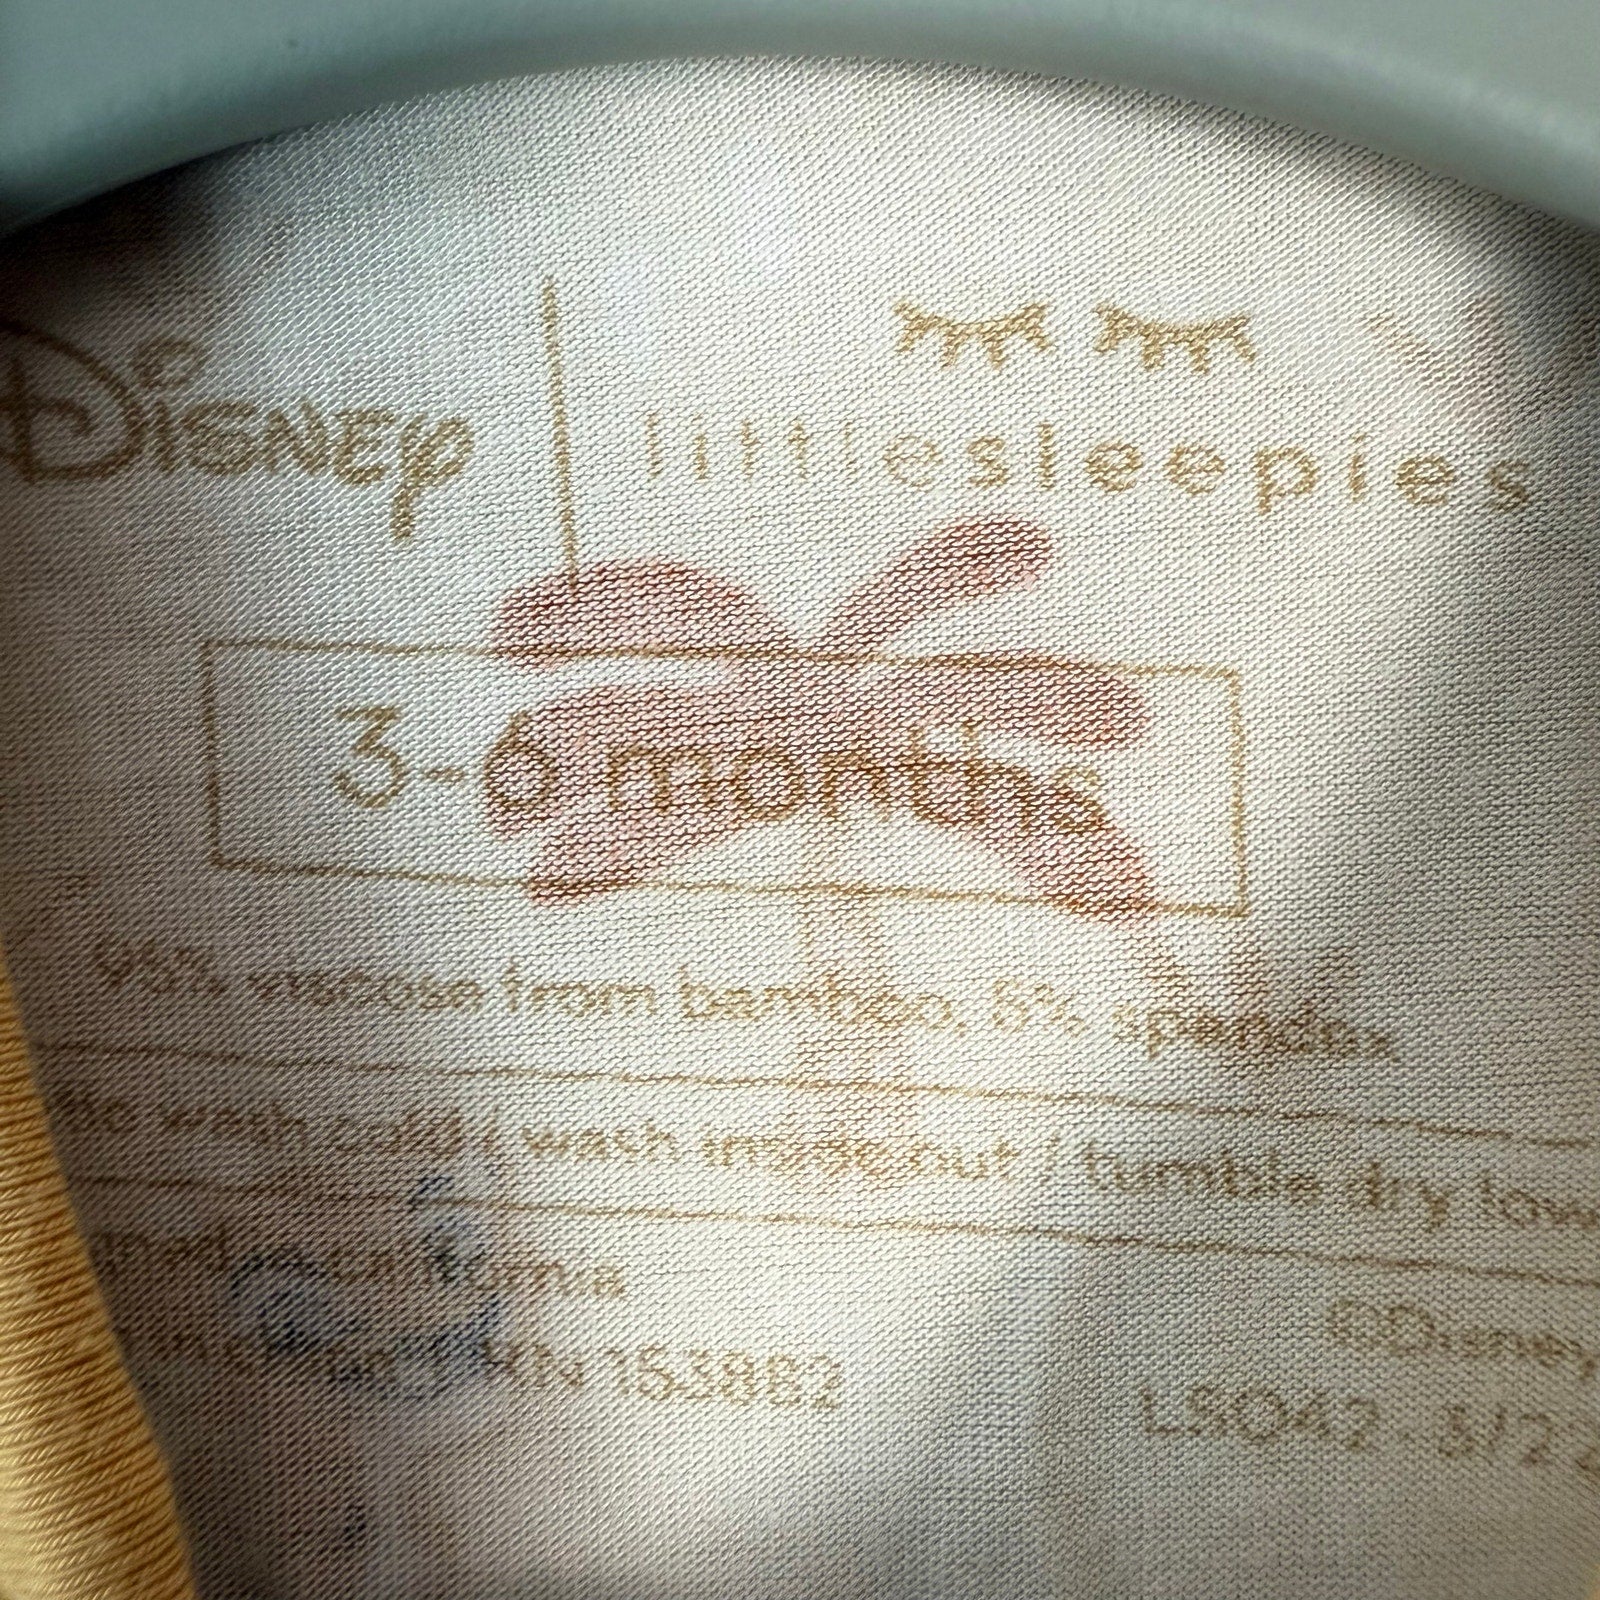 Disney | littlesleepies
3-6 months
95% viscose from bamboo, 5% spandex
wash cold / wash inside out / tumble dry low
RN 153882
©Disney
LS042 -